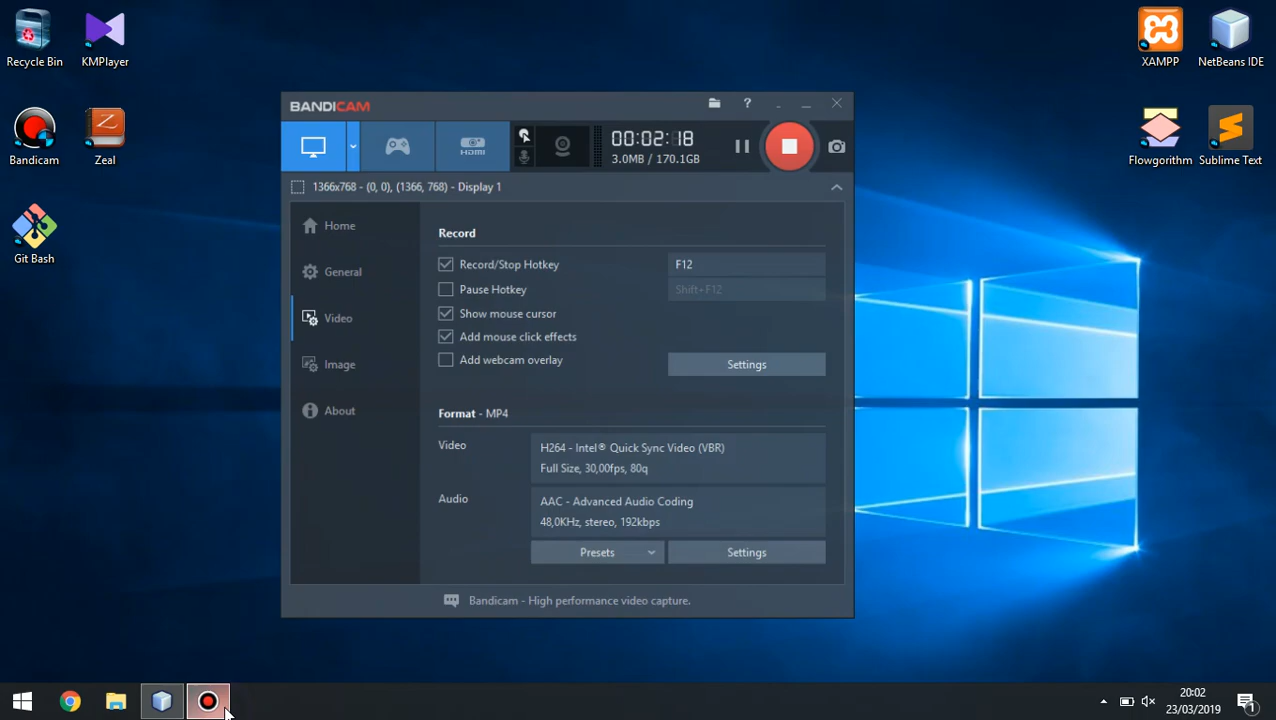 Recycle Bin
KMPlayer
Bandicam
Zeal
Git Bash
XAMPP
NetBeans IDE
Flowgorithm
Sublime Text
BANDICAM
?
HDMI
00:02:18
3.0MB / 170.1GB
1366x768 - (0, 0), (1366, 768) - Display 1
Home
General
Video
Image
About
Record
Record/Stop Hotkey
F12
Pause Hotkey
Shift+F12
Show mouse cursor
Add mouse click effects
Add webcam overlay
Settings
Format - MP4
Video
H264 - Intel® Quick Sync Video (VBR)
Full Size, 30,00fps, 80q
Audio
AAC - Advanced Audio Coding
48,0KHz, stereo, 192kbps
Presets
Settings
Bandicam - High performance video capture.
20:02
23/03/2019
1